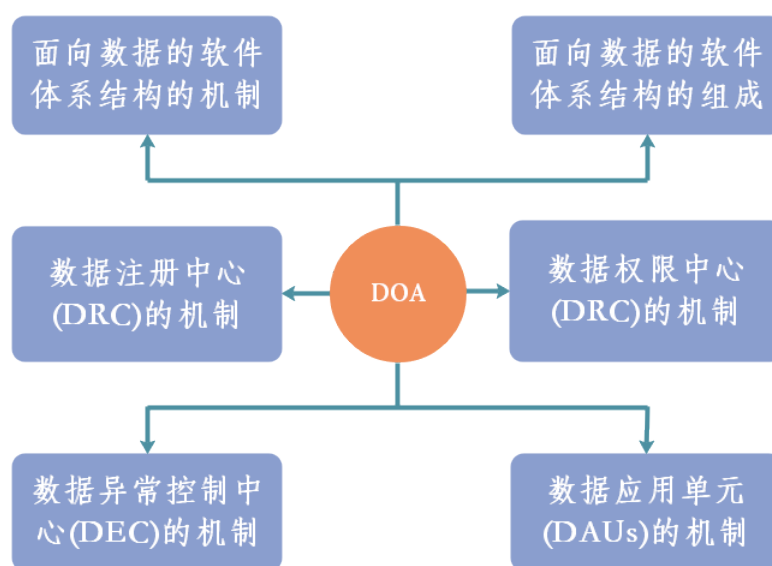 面向数据的软件
体系结构的机制
面向数据的软件
体系结构的组成
数据注册中心
(DRC)的机制
DOA
数据权限中心
(DRC)的机制
数据异常控制中
心(DEC)的机制
数据应用单元
(DAUs)的机制